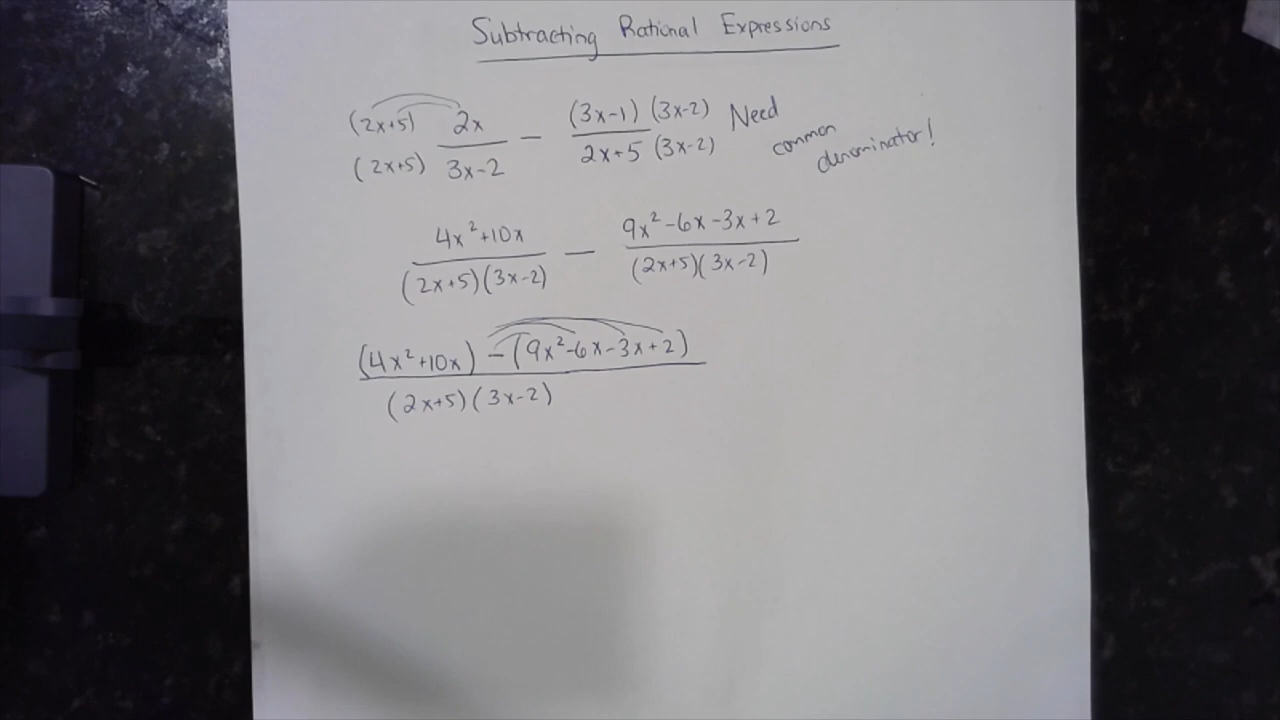 Subtracting Rational Expressions
(2x+5) 2x — (3x-1) (3x-2) Need
(2x+5) 3x-2 2x+5 (3x-2) common
denominator!
4x²+10x — 9x²-6x-3x+2
(2x+5)(3x-2) (2x+5)(3x-2)
(4x²+10x) - (9x²-6x-3x+2)
(2x+5)(3x-2)